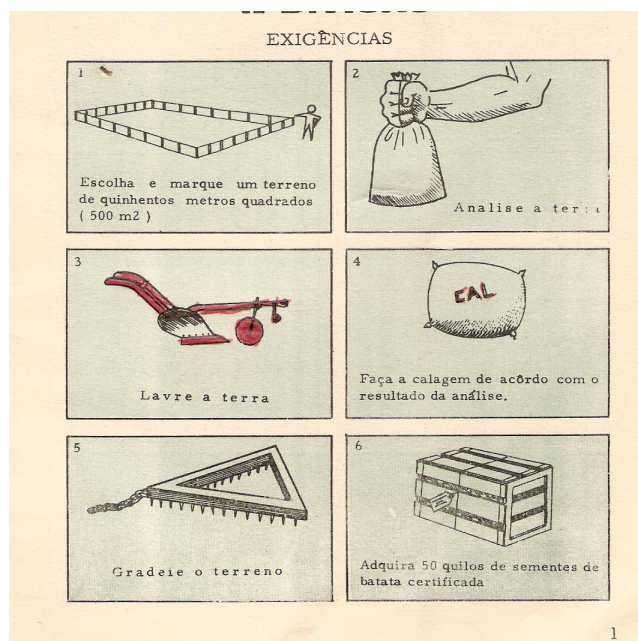 EXIGÊNCIAS
1
Escolha e marque um terreno
de quinhentos metros quadrados
( 500 m2 )
2
Analise a
3
Lavre a terra
4
CAL
Faça a calagem de acôrdo com o
resultado da análise.
5
Gradeie o terreno
6
Adquira 50 quilos de sementes de
batata certificada
1